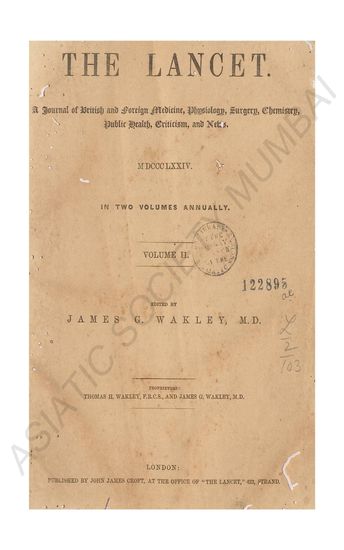 THE LANCET.
A Journal of British and Foreign Medicine, Physiology, Surgery, Chemistry,
Public Health, Criticism, and News.
MDCCCLXXIV.
IN TWO VOLUMES ANNUALLY.
VOLUME II.
122895
EDITED BY
JAMES G. WAKLEY, M.D.
X
2
103
PROPRIETORS:
THOMAS H. WAKLEY, F.R.C.S., AND JAMES G. WAKLEY, M.D.
LONDON:
PUBLISHED BY JOHN JAMES CROFT, AT THE OFFICE OF "THE LANCET," 423, STRAND.
ASIATIC SOCIETY MUMBAI